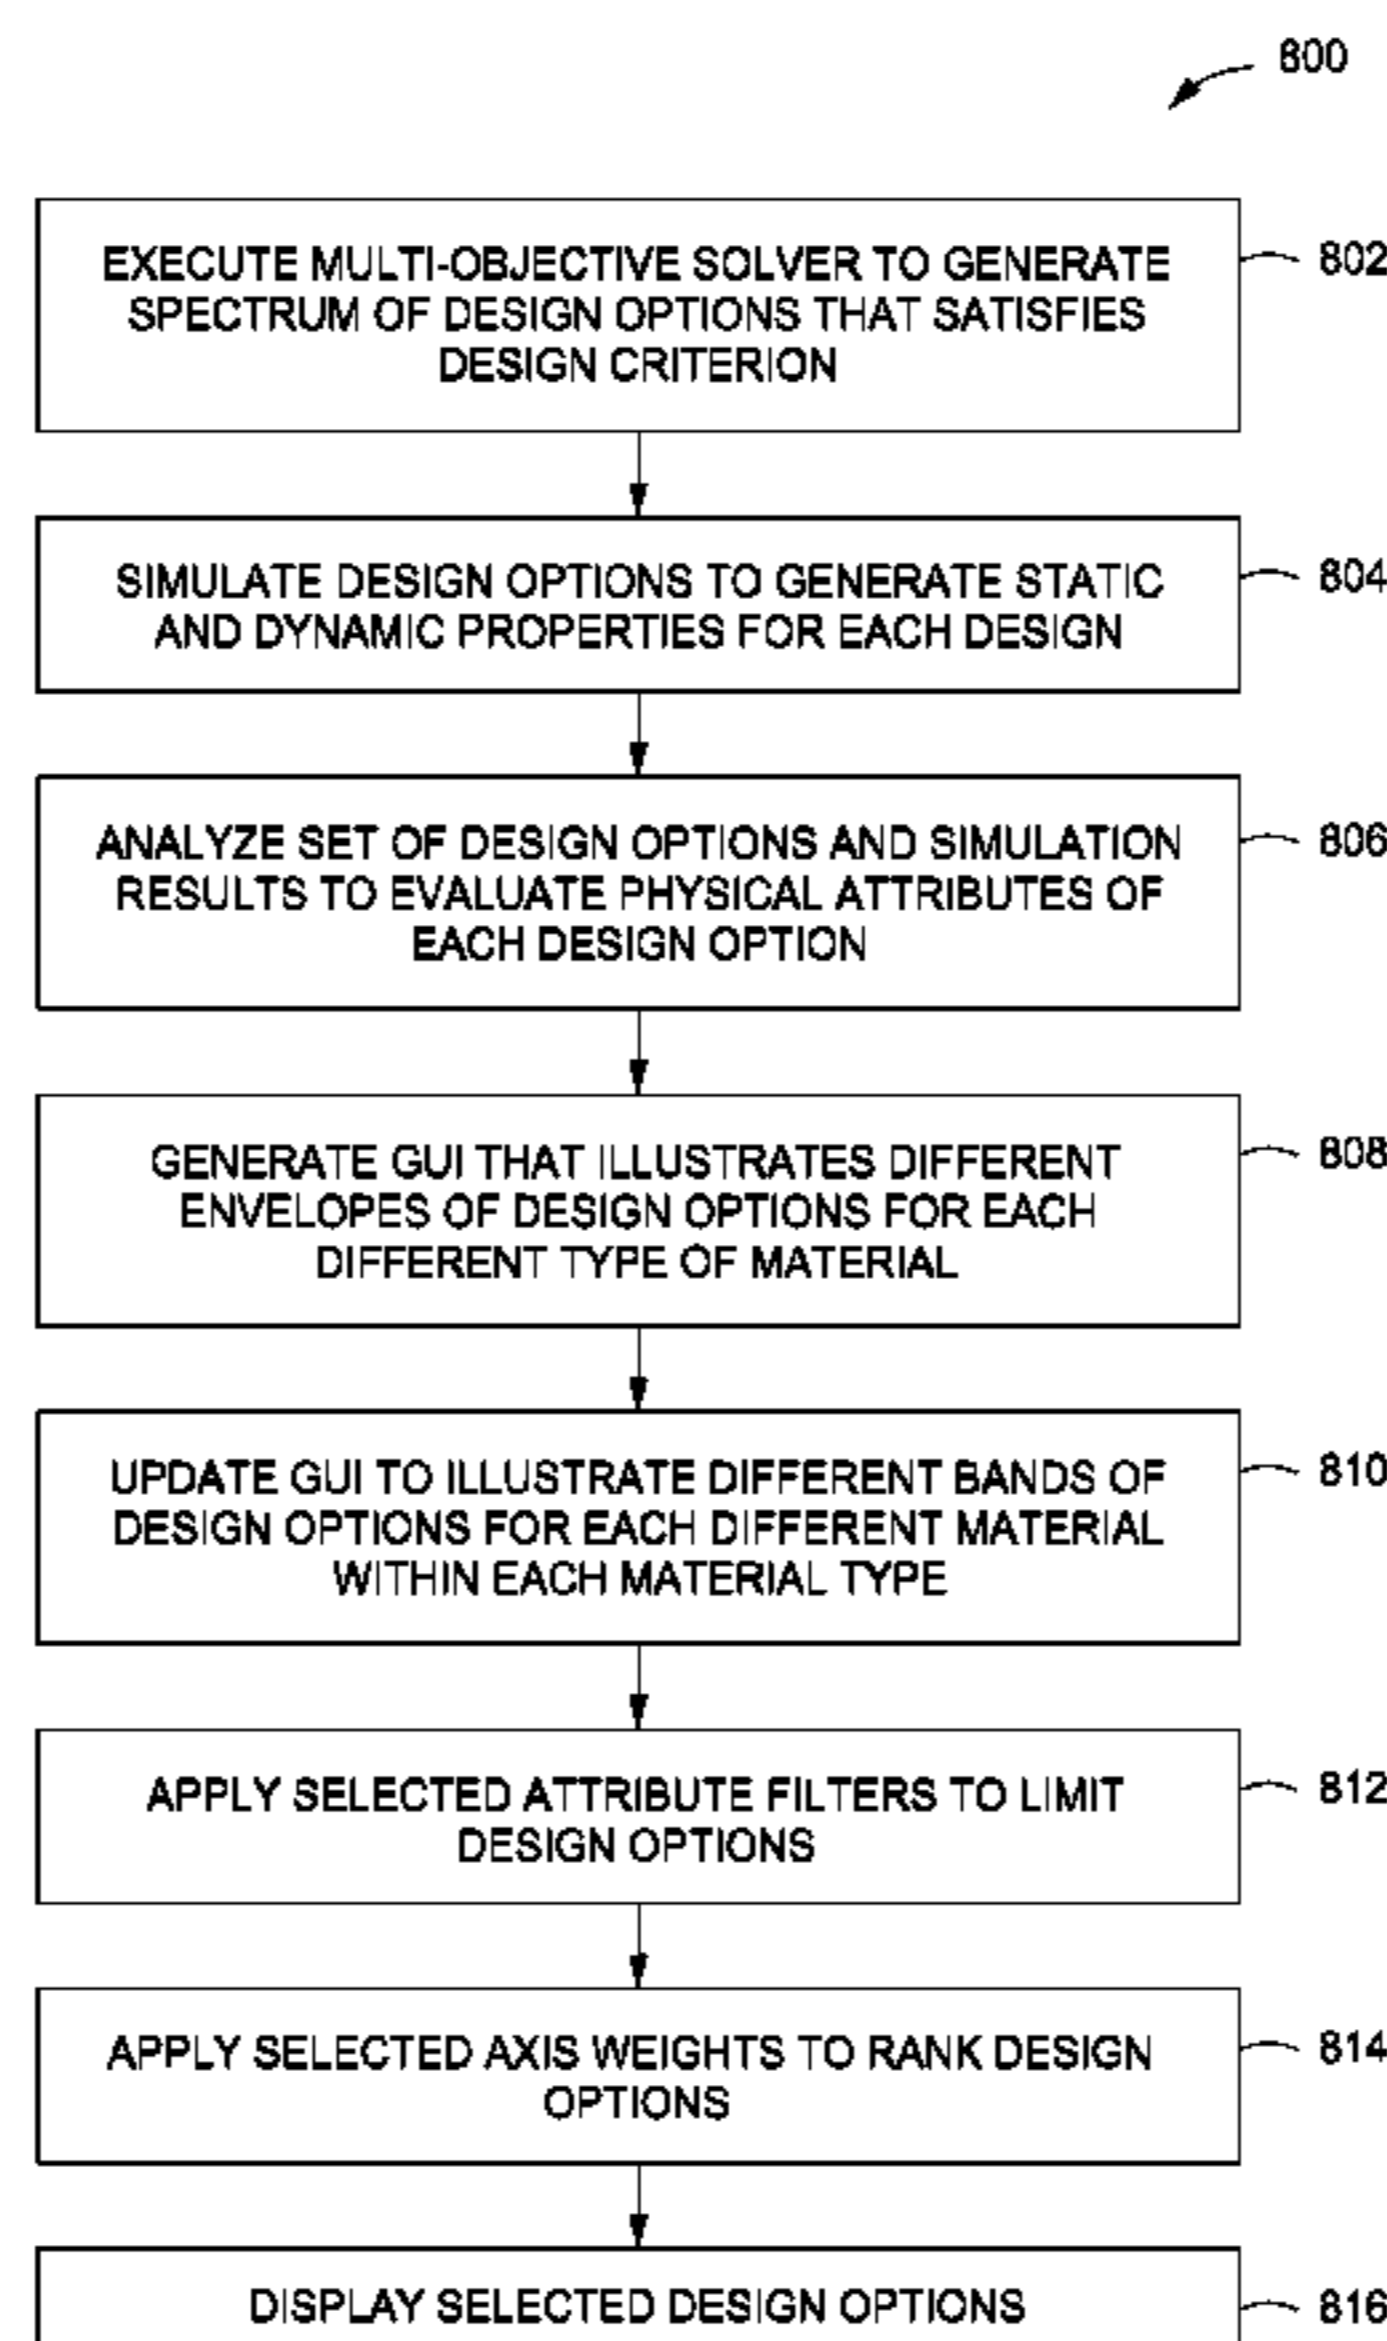 800
EXECUTE MULTI-OBJECTIVE SOLVER TO GENERATE
SPECTRUM OF DESIGN OPTIONS THAT SATISFIES
DESIGN CRITERION
802
SIMULATE DESIGN OPTIONS TO GENERATE STATIC
AND DYNAMIC PROPERTIES FOR EACH DESIGN
804
ANALYZE SET OF DESIGN OPTIONS AND SIMULATION
RESULTS TO EVALUATE PHYSICAL ATTRIBUTES OF
EACH DESIGN OPTION
806
GENERATE GUI THAT ILLUSTRATES DIFFERENT
ENVELOPES OF DESIGN OPTIONS FOR EACH
DIFFERENT TYPE OF MATERIAL
808
UPDATE GUI TO ILLUSTRATE DIFFERENT BANDS OF
DESIGN OPTIONS FOR EACH DIFFERENT MATERIAL
WITHIN EACH MATERIAL TYPE
810
APPLY SELECTED ATTRIBUTE FILTERS TO LIMIT
DESIGN OPTIONS
812
APPLY SELECTED AXIS WEIGHTS TO RANK DESIGN
OPTIONS
814
DISPLAY SELECTED DESIGN OPTIONS
816